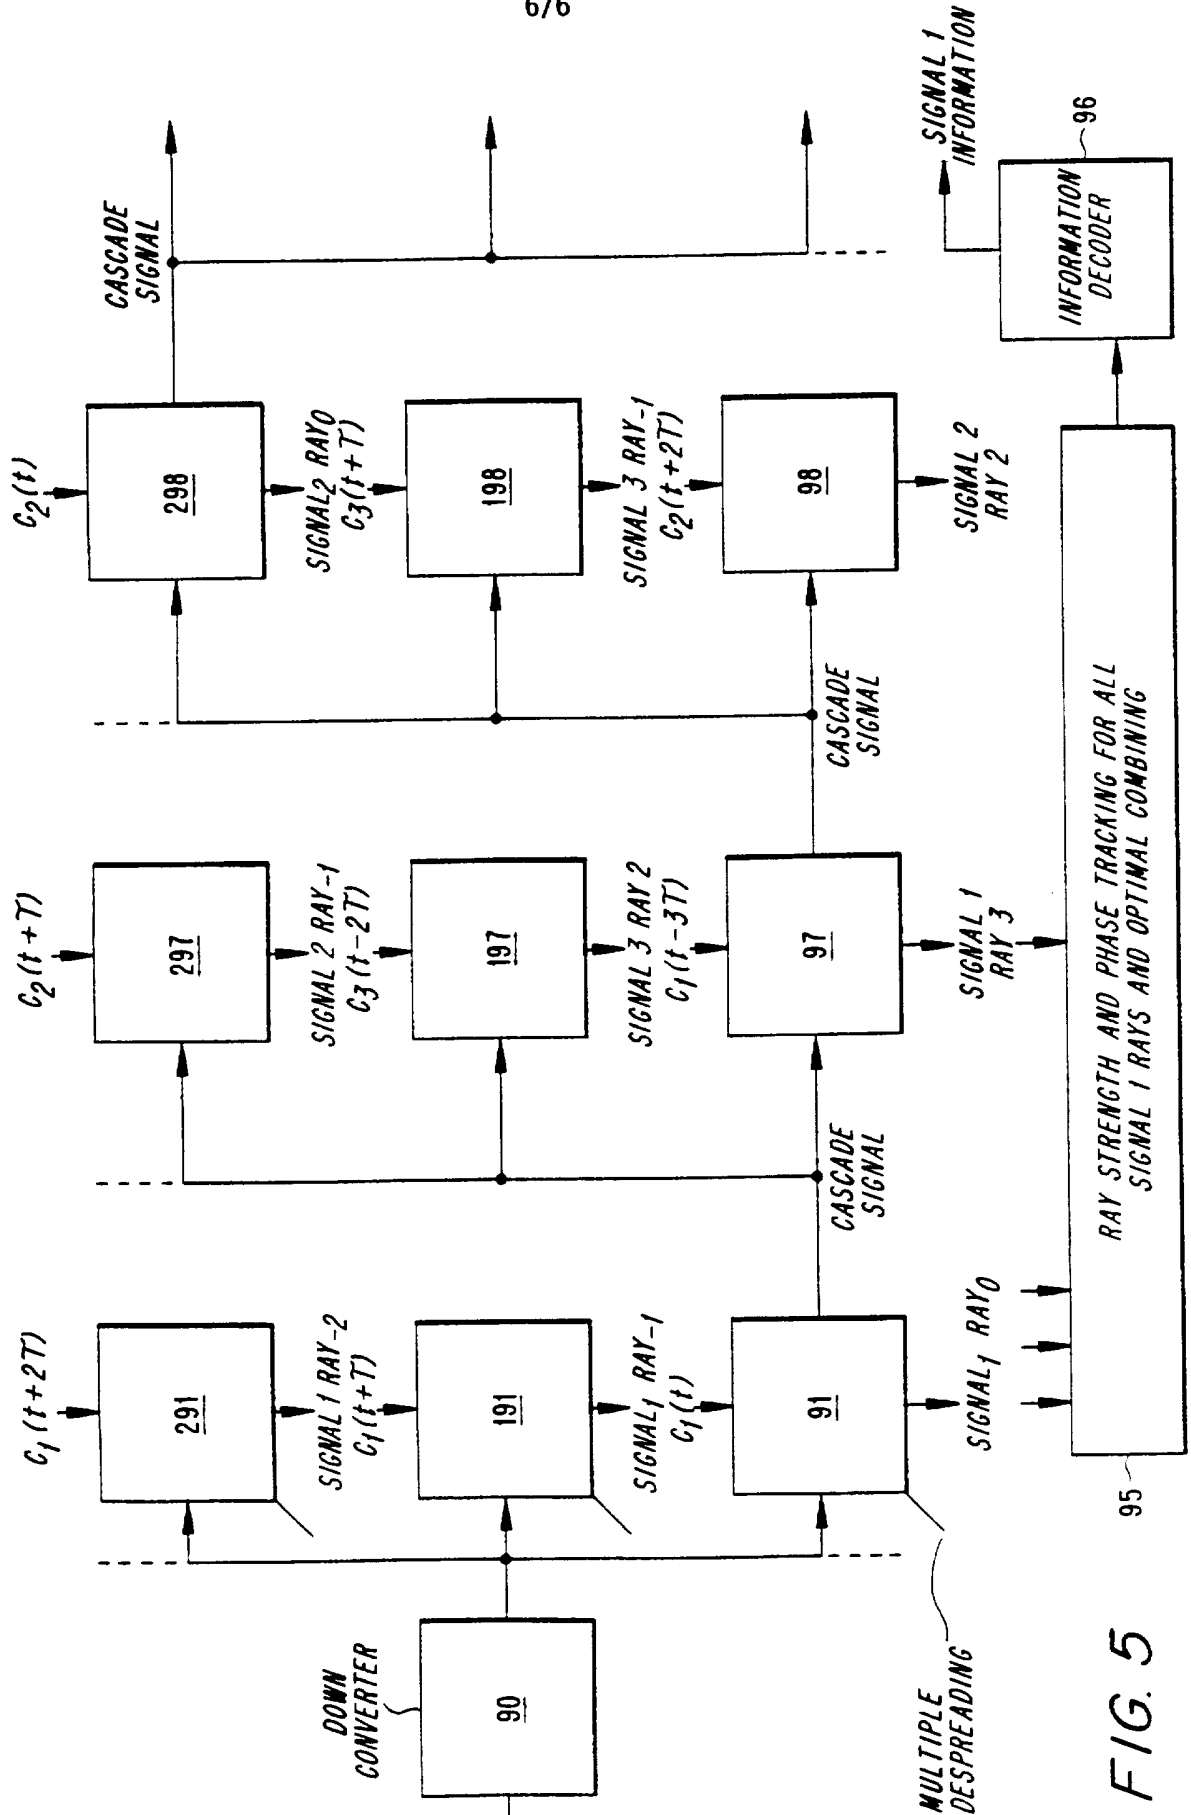 6/6
DOWN
CONVERTER
90
MULTIPLE
DESPREADING
C₁(t+2T)
291
SIGNAL 1 RAY-2
C₁(t+T)
191
SIGNAL₁ RAY-1
C₁(t)
91
SIGNAL₁ RAY₀
CASCADE
SIGNAL
C₂(t+T)
297
SIGNAL 2 RAY-1
C₃(t-2T)
197
SIGNAL 3 RAY 2
C₁(t-3T)
97
SIGNAL 1
RAY 3
CASCADE
SIGNAL
C₂(t)
298
SIGNAL₂ RAY₀
C₃(t+T)
198
SIGNAL 3 RAY-1
C₂(t+2T)
98
SIGNAL 2
RAY 2
CASCADE
SIGNAL
95
RAY STRENGTH AND PHASE TRACKING FOR ALL
SIGNAL 1 RAYS AND OPTIMAL COMBINING
INFORMATION
DECODER
96
SIGNAL 1
INFORMATION
FIG. 5